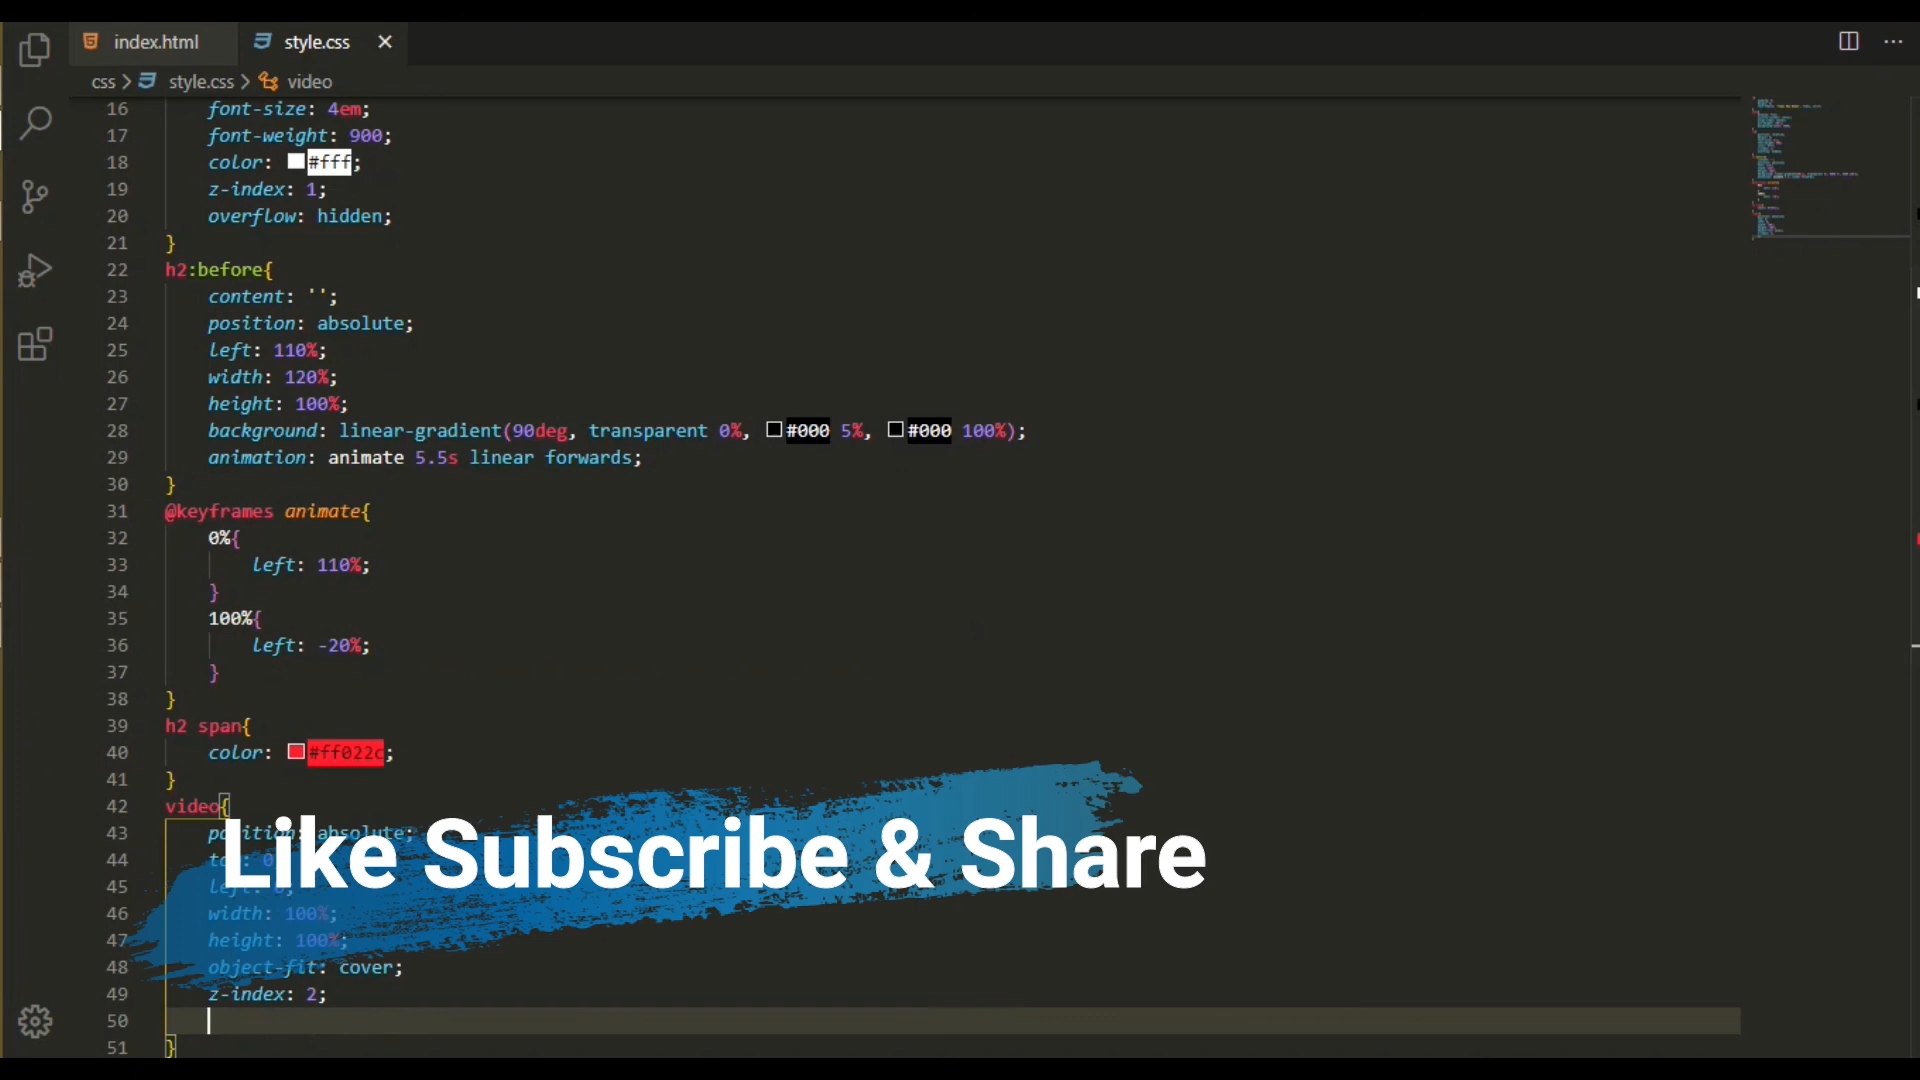 index.html style.css
css > style.css > video
16 font-size: 4em;
17 font-weight: 900;
18 color: #fff;
19 z-index: 1;
20 overflow: hidden;
21 }
22 h2:before{
23 content: '';
24 position: absolute;
25 left: 110%;
26 width: 120%;
27 height: 100%;
28 background: linear-gradient(90deg, transparent 0%, #000 5%, #000 100%);
29 animation: animate 5.5s linear forwards;
30 }
31 @keyframes animate{
32 0%{
33 left: 110%;
34 }
35 100%{
36 left: -20%;
37 }
38 }
39 h2 span{
40 color: #ff022c;
41 }
42 video{
43 position: absolute;
Like Subscribe & Share
44 0
45 left:
46 width: 100%;
47 height: 100%;
48 object-fit: cover;
49 z-index: 2;
50
51 }